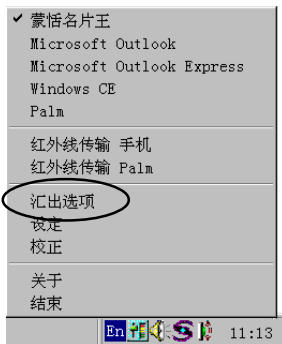 蒙恬名片王
Microsoft Outlook
Microsoft Outlook Express
Windows CE
Palm
红外线传输 手机
红外线传输 Palm
汇出选项
设定
校正
关于
结束
En
11:13